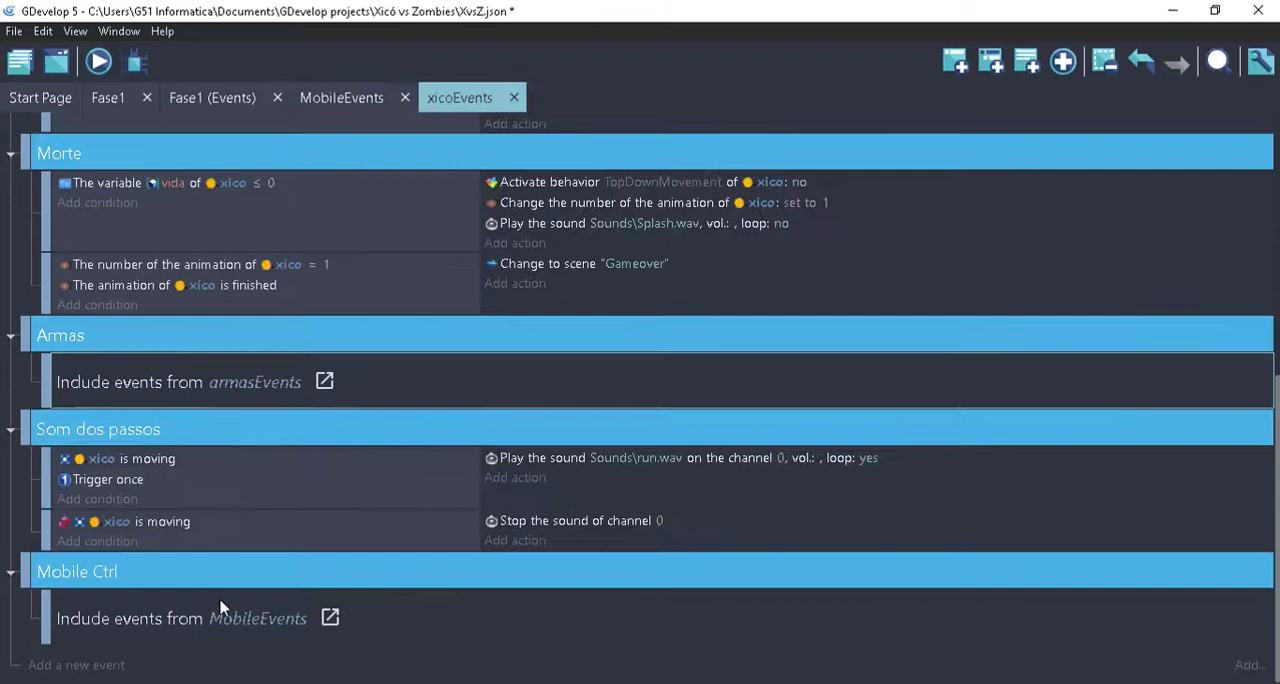 GDevelop 5 - C:\Users\G51 Informatica\Documents\GDevelop projects\Xicó vs Zombies\XvsZ.json *
File Edit View Window Help
Start Page Fase1 Fase1 (Events) MobileEvents xicoEvents
Add action
Morte
The variable vida of xico ≤ 0
Add condition
Activate behavior TopDownMovement of xico: no
Change the number of the animation of xico: set to 1
Play the sound Sounds\Splash.wav, vol.: , loop: no
Add action
The number of the animation of xico = 1
The animation of xico is finished
Add condition
Change to scene "Gameover"
Add action
Armas
Include events from armasEvents
Som dos passos
xico is moving
Trigger once
Add condition
Play the sound Sounds\run.wav on the channel 0, vol.: , loop: yes
Add action
xico is moving
Add condition
Stop the sound of channel 0
Add action
Mobile Ctrl
Include events from MobileEvents
Add a new event Add...